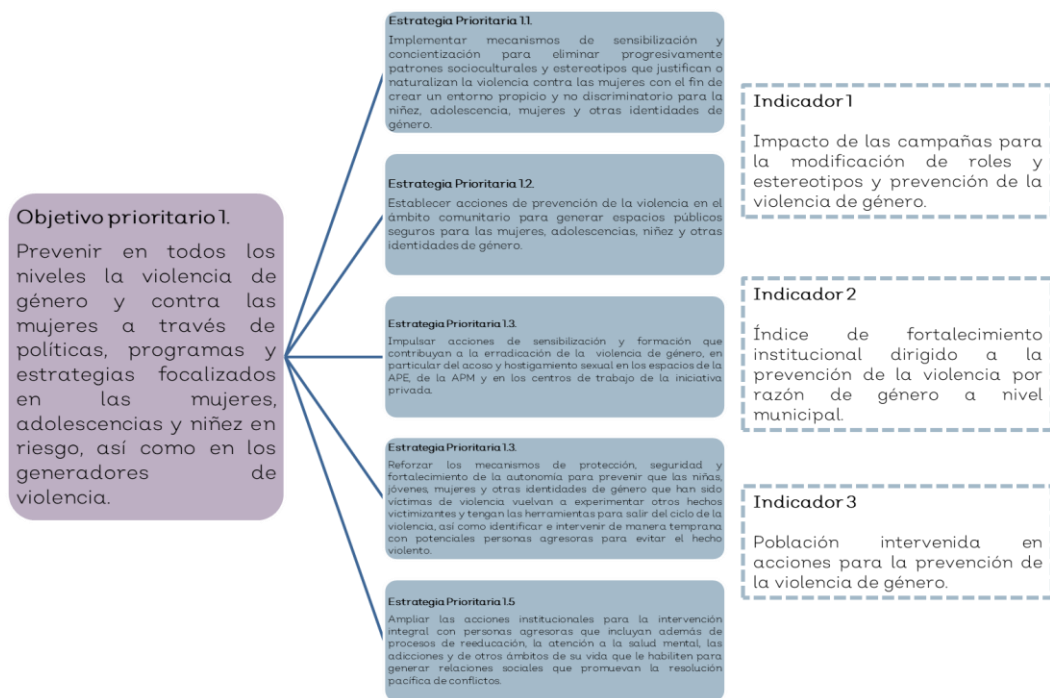 Objetivo prioritario 1.
Prevenir en todos los
niveles la violencia de
género y contra las
mujeres a través de
políticas, programas y
estrategias focalizados
en las mujeres,
adolescencias y niñez en
riesgo, así como en los
generadores de
violencia.
Estrategia Prioritaria 1.1.
Implementar mecanismos de sensibilización y
concientización para eliminar progresivamente
patrones socioculturales y estereotipos que justifican o
naturalizan la violencia contra las mujeres con el fin de
crear un entorno propicio y no discriminatorio para la
niñez, adolescencia, mujeres y otras identidades de
género.
Estrategia Prioritaria 1.2.
Establecer acciones de prevención de la violencia en el
ámbito comunitario para generar espacios públicos
seguros para las mujeres, adolescencias, niñez y otras
identidades de género.
Estrategia Prioritaria 1.3.
Impulsar acciones de sensibilización y formación que
contribuyan a la erradicación de la violencia de género, en
particular del acoso y hostigamiento sexual en los espacios de la
APE, de la APM y en los centros de trabajo de la iniciativa
privada.
Estrategia Prioritaria 1.3.
Reforzar los mecanismos de protección, seguridad y
fortalecimiento de la autonomía para prevenir que las niñas,
jóvenes, mujeres y otras identidades de género que han sido
víctimas de violencia vuelvan a experimentar otros hechos
victimizantes y tengan las herramientas para salir del ciclo de la
violencia, así como identificar e intervenir de manera temprana
con potenciales personas agresoras para evitar el hecho
violento.
Estrategia Prioritaria 1.5
Ampliar las acciones institucionales para la intervención
integral con personas agresoras que incluyan además de
procesos de reeducación, la atención a la salud mental, las
adicciones y de otros ámbitos de su vida que le habiliten para
generar relaciones sociales que promuevan la resolución
pacífica de conflictos.
Indicador 1
Impacto de las campañas para
la modificación de roles y
estereotipos y prevención de la
violencia de género.
Indicador 2
Índice de fortalecimiento
institucional dirigido a la
prevención de la violencia por
razón de género a nivel
municipal.
Indicador 3
Población intervenida en
acciones para la prevención de
la violencia de género.